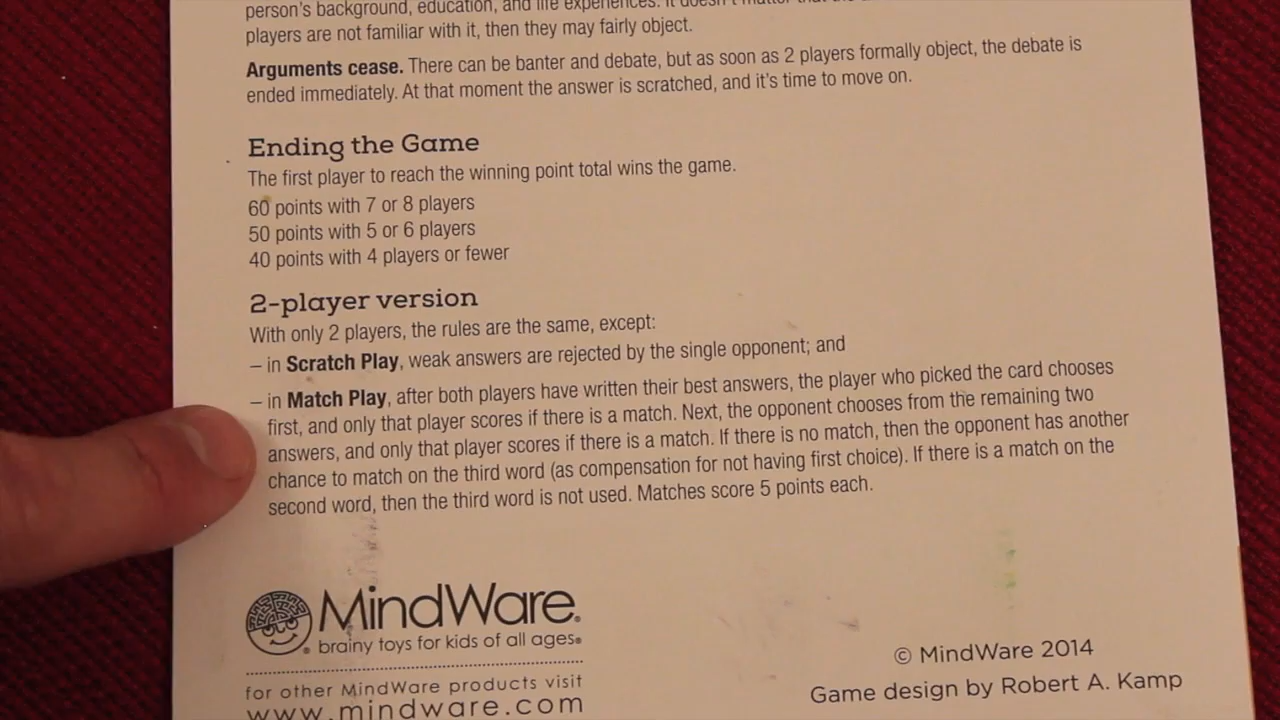 person's background, education, and life experiences. It doesn't matter that the
players are not familiar with it, then they may fairly object.
Arguments cease. There can be banter and debate, but as soon as 2 players formally object, the debate is
ended immediately. At that moment the answer is scratched, and it's time to move on.
Ending the Game
The first player to reach the winning point total wins the game.
60 points with 7 or 8 players
50 points with 5 or 6 players
40 points with 4 players or fewer
2-player version
With only 2 players, the rules are the same, except:
– in Scratch Play, weak answers are rejected by the single opponent; and
– in Match Play, after both players have written their best answers, the player who picked the card chooses
first, and only that player scores if there is a match. Next, the opponent chooses from the remaining two
answers, and only that player scores if there is a match. If there is no match, then the opponent has another
chance to match on the third word (as compensation for not having first choice). If there is a match on the
second word, then the third word is not used. Matches score 5 points each.
MindWare®
brainy toys for kids of all ages®
for other MindWare products visit
www.mindware.com
© MindWare 2014
Game design by Robert A. Kamp